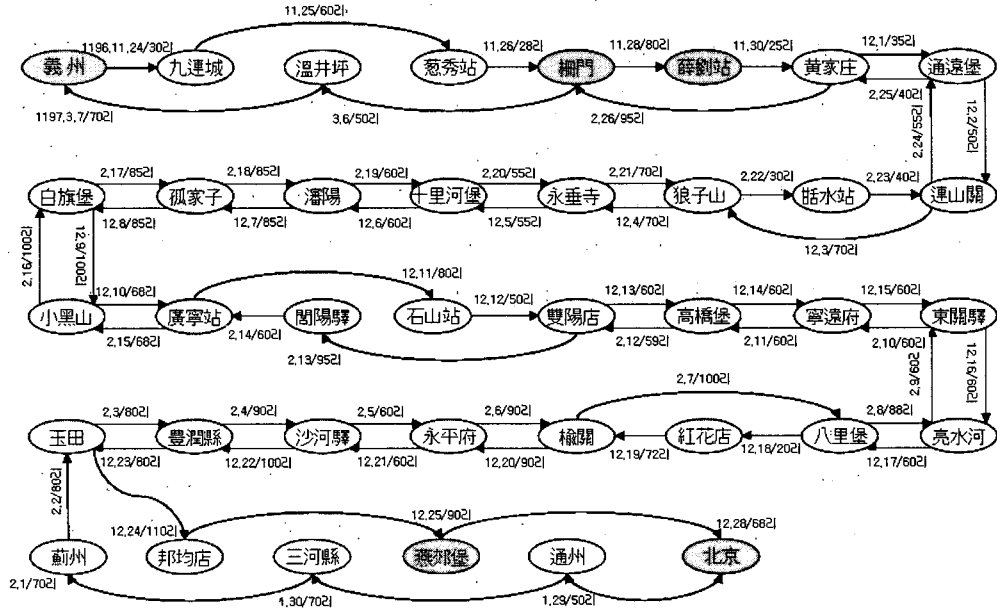 11.25/60리
1196.11.24/30리 11.26/28리 11.28/80리 11.30/25리 12.1/35리
義州 九連城 溫井坪 葱秀站 柵門 薛劉站 黄家庄 通遠堡
1197.3.7/70리 3.6/50리 2.26/95리 2.25/40리
2.24/55리 12.2/50리
2.17/85리 2.18/85리 2.19/60리 2.20/55리 2.21/70리 2.22/30리 2.23/40리
白旗堡 孤家子 瀋陽 十里河堡 永垂寺 狼子山 甛水站 連山關
12.8/85리 12.7/85리 12.6/60리 12.5/55리 12.4/70리 12.3/70리
2.16/100리 12.9/100리
12.10/68리 12.11/80리 12.12/50리 12.13/60리 12.14/60리 12.15/60리
小黑山 廣寧站 閭陽驛 石山站 雙陽店 高橋堡 寧遠府 東關驛
2.15/68리 2.14/60리 2.13/95리 2.12/59리 2.11/60리 2.10/60리
2.9/60리 12.16/60리
2.3/80리 2.4/90리 2.5/60리 2.6/90리 2.7/100리 2.8/88리
玉田 豊潤縣 沙河驛 永平府 楡關 紅花店 八里堡 亮水河
12.23/80리 12.22/100리 12.21/60리 12.20/90리 12.19/72리 12.18/20리 12.17/60리
2.2/80리
12.24/110리 12.25/90리 12.28/68리
薊州 邦均店 三河縣 燕郊堡 通州 北京
2.1/70리 1.30/70리 1.29/50리